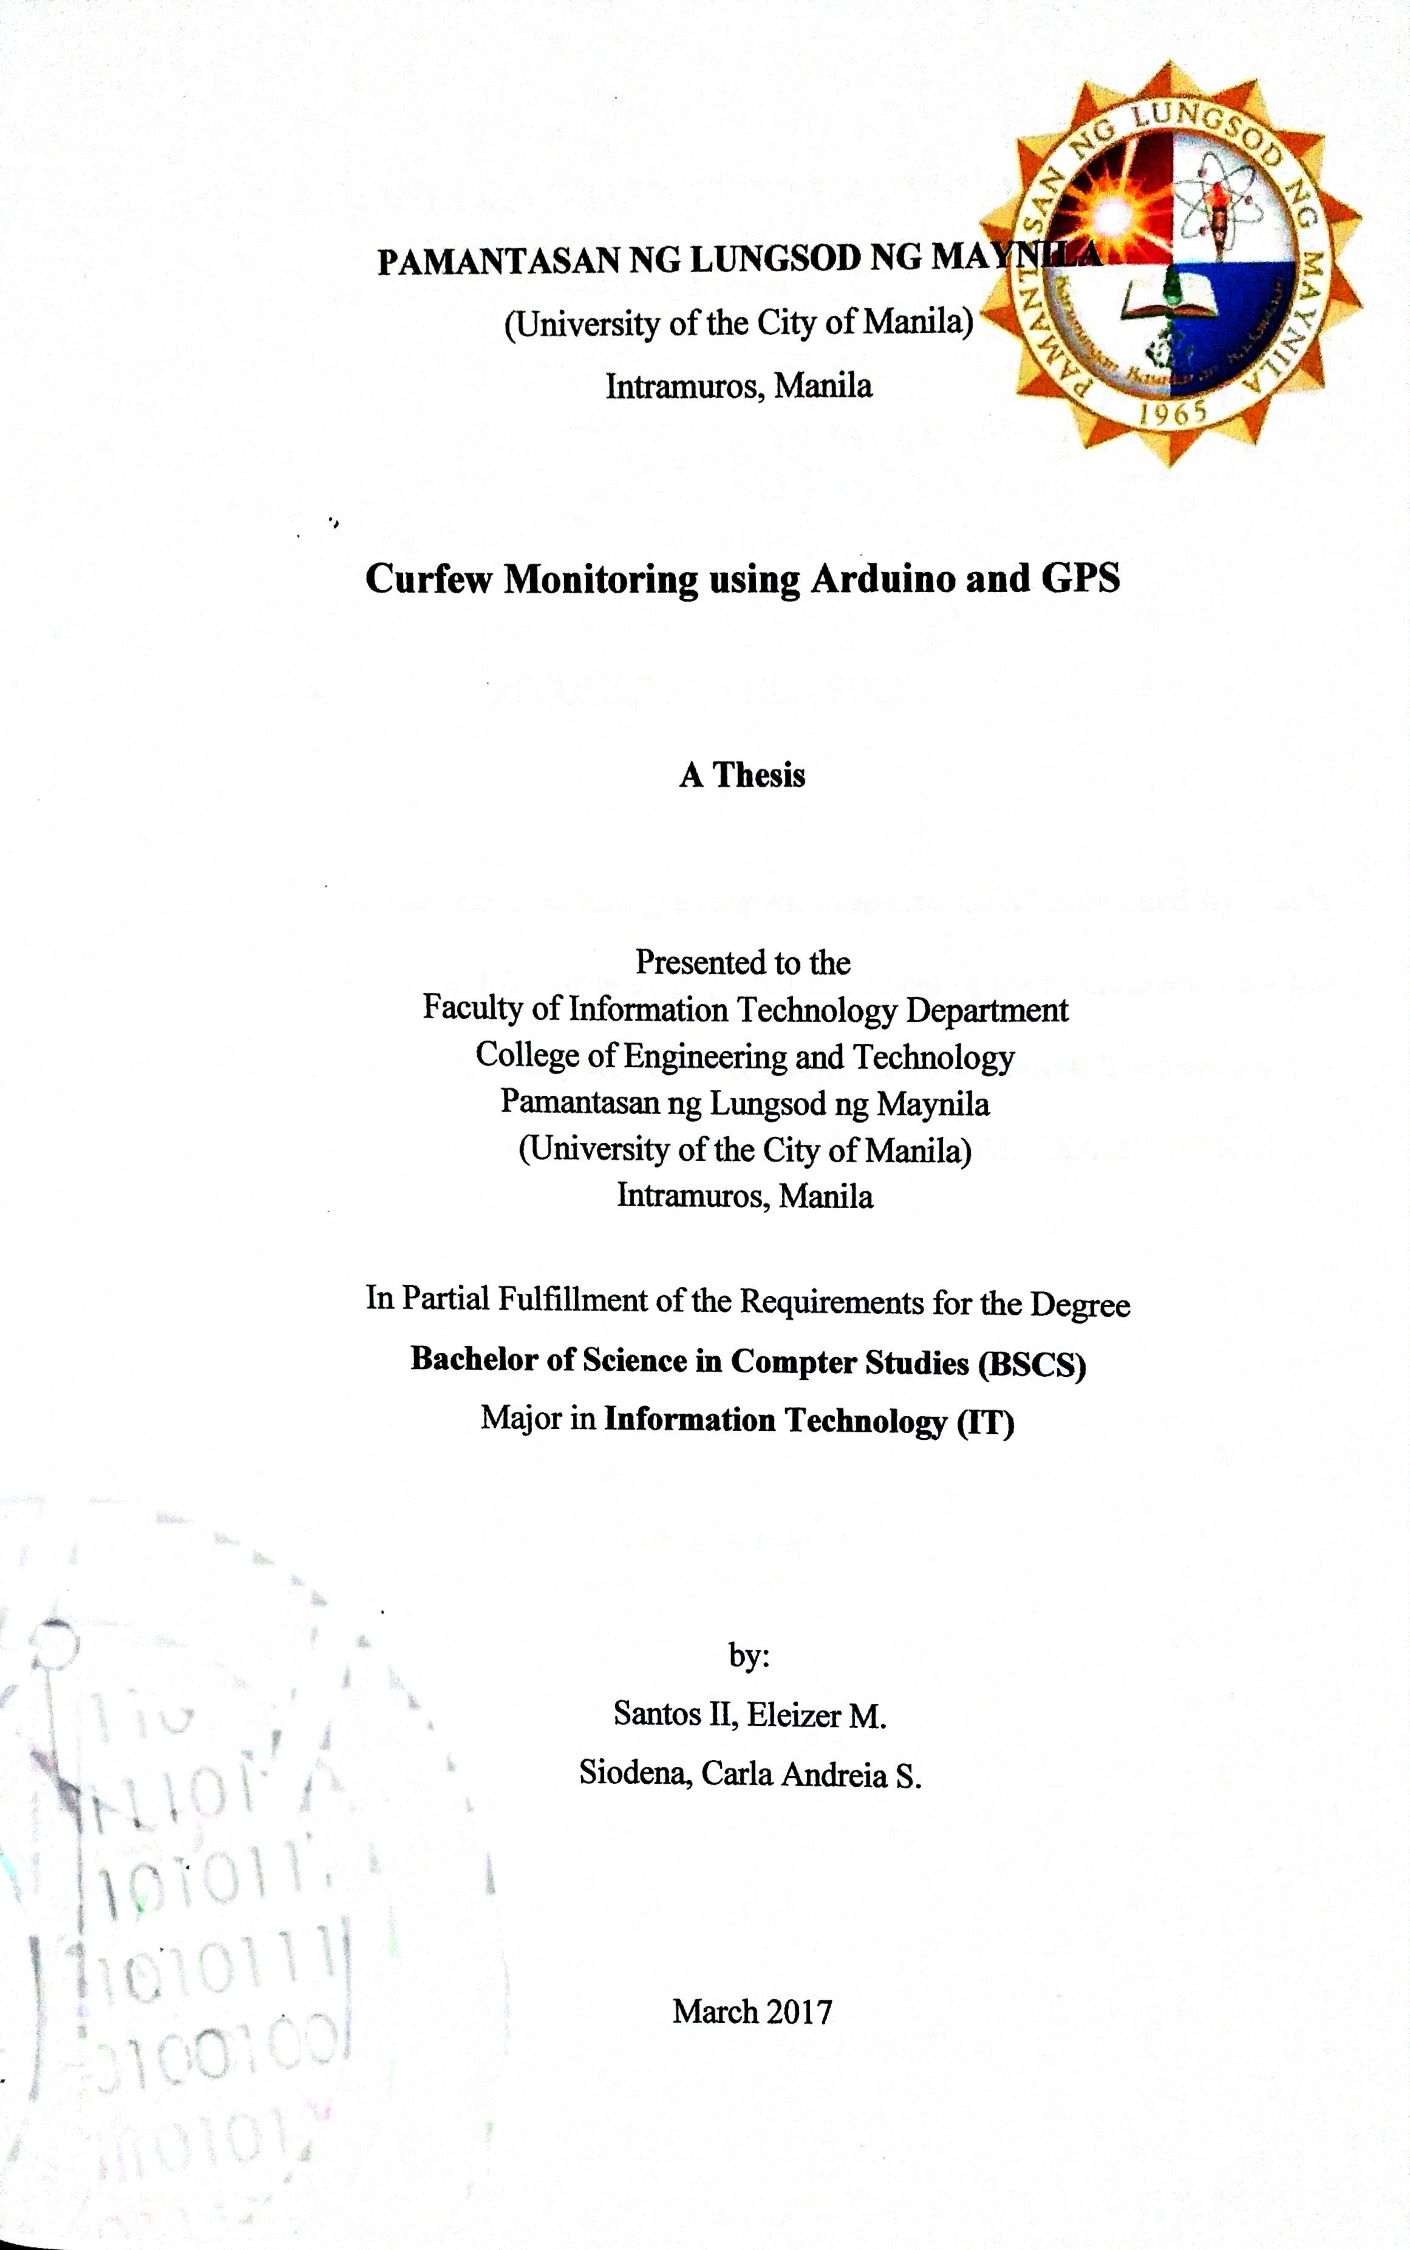 PAMANTASAN NG LUNGSOD NG MAYNILA
PAMANTASAN NG LUNGSOD NG MAYNILA
(University of the City of Manila)
Intramuros, Manila
1965
Curfew Monitoring using Arduino and GPS
A Thesis
Presented to the
Faculty of Information Technology Department
College of Engineering and Technology
Pamantasan ng Lungsod ng Maynila
(University of the City of Manila)
Intramuros, Manila
In Partial Fulfillment of the Requirements for the Degree
Bachelor of Science in Compter Studies (BSCS)
Major in Information Technology (IT)
by:
Santos II, Eleizer M.
Siodena, Carla Andreia S.
March 2017